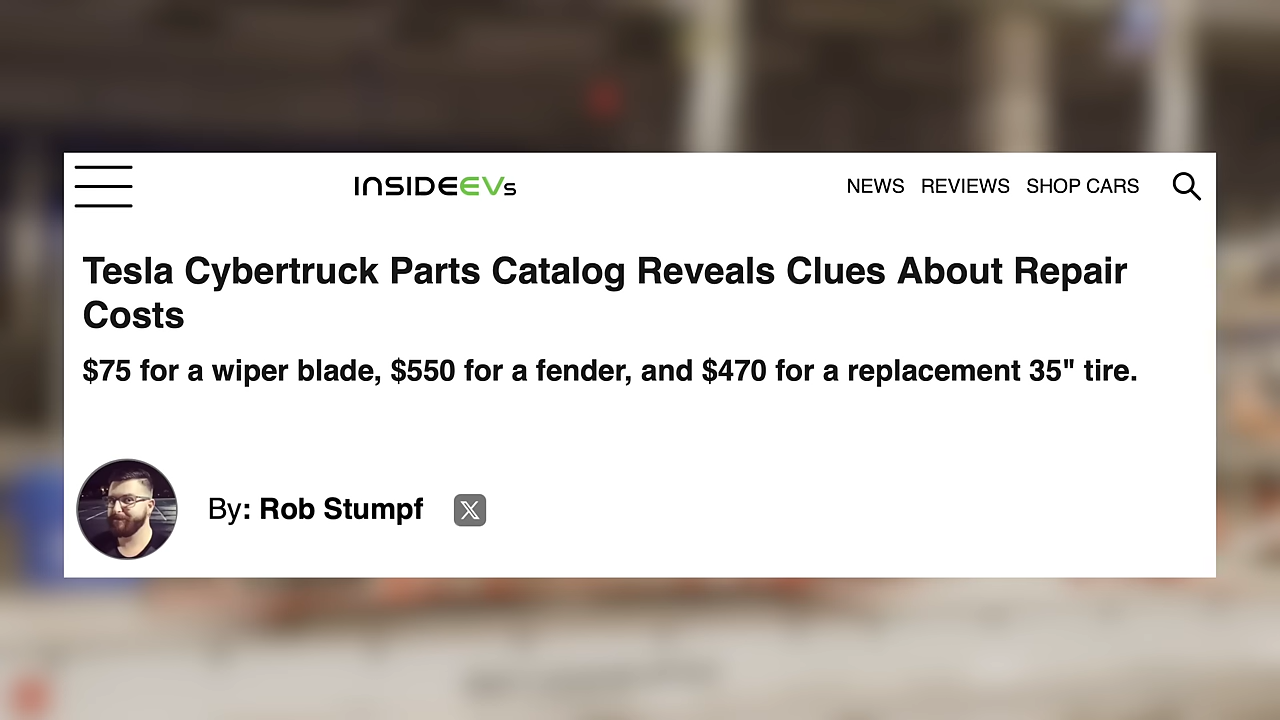 INSIDEEVs
NEWS REVIEWS SHOP CARS
Tesla Cybertruck Parts Catalog Reveals Clues About Repair
Costs
$75 for a wiper blade, $550 for a fender, and $470 for a replacement 35" tire.
By: Rob Stumpf